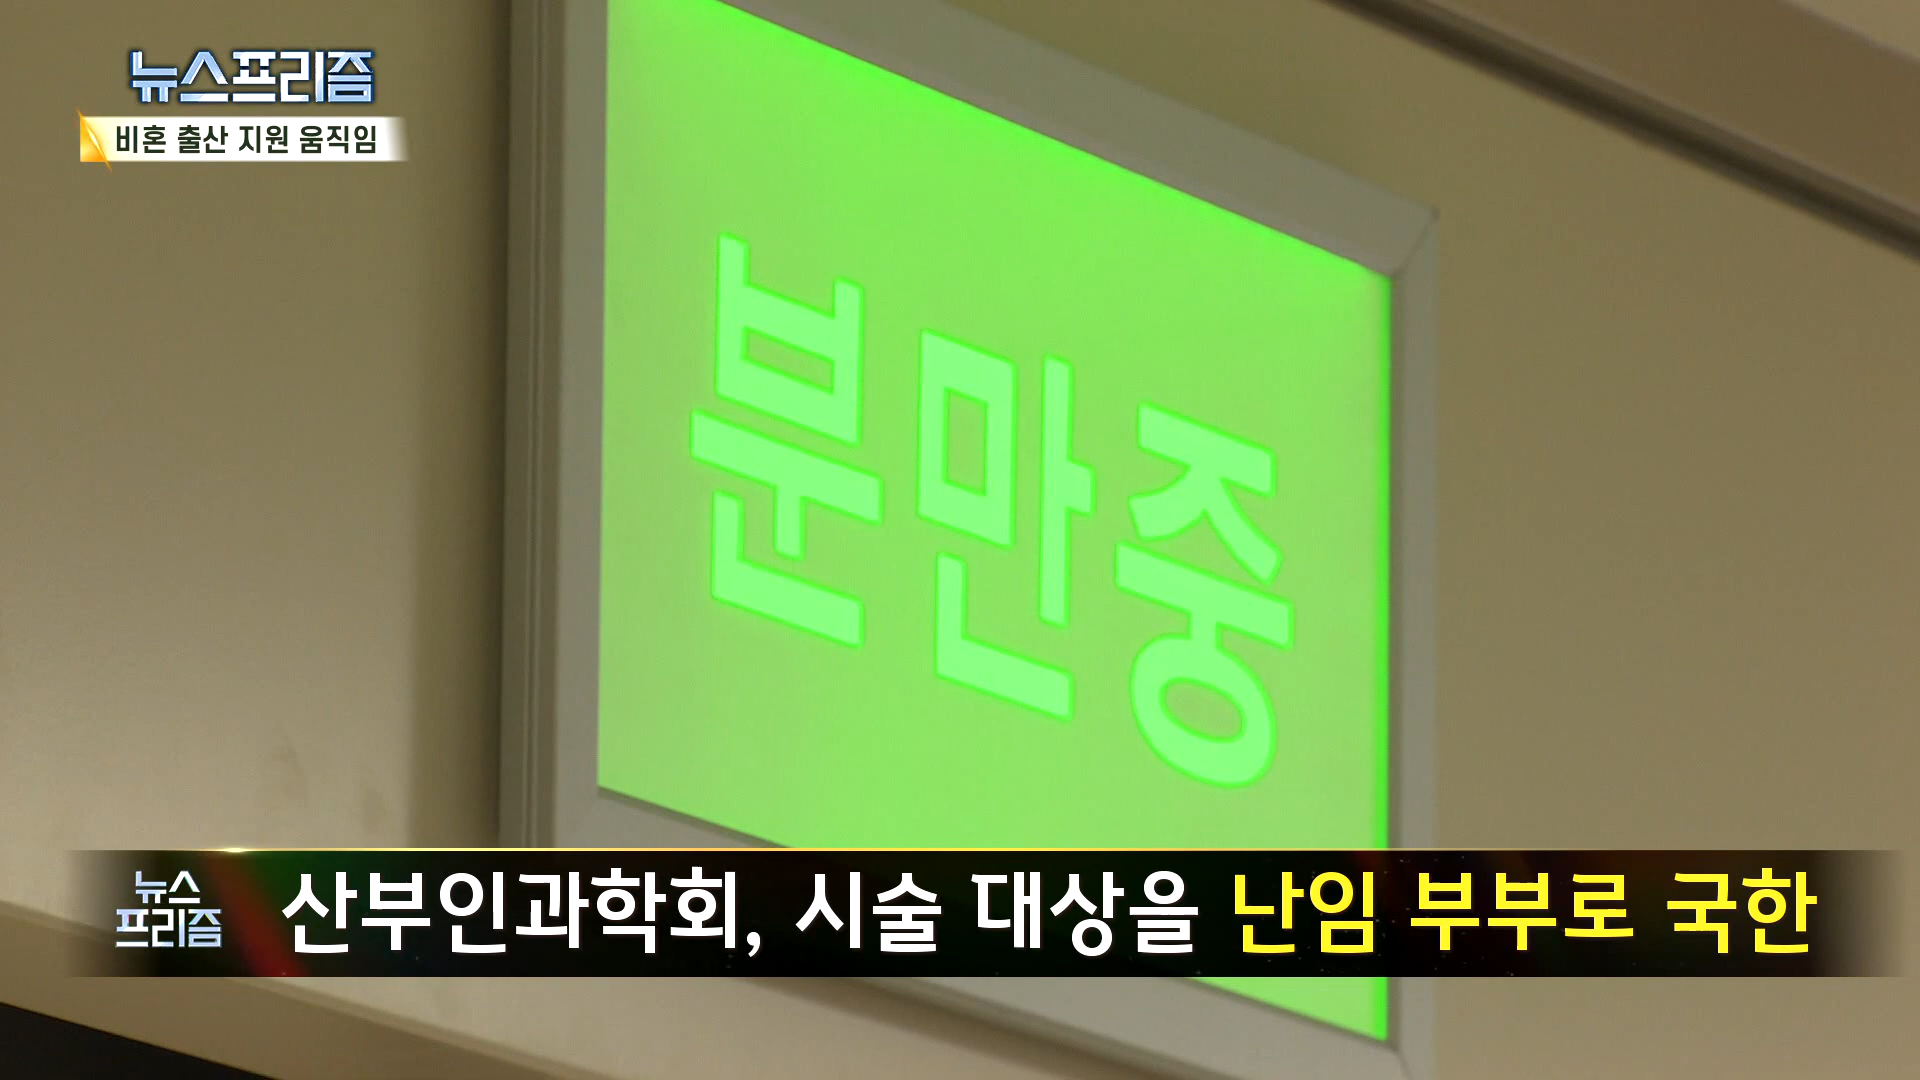 뉴스프리즘
비혼 출산 지원 움직임
분만중
뉴스
프리즘
산부인과학회, 시술 대상을 난임 부부로 국한